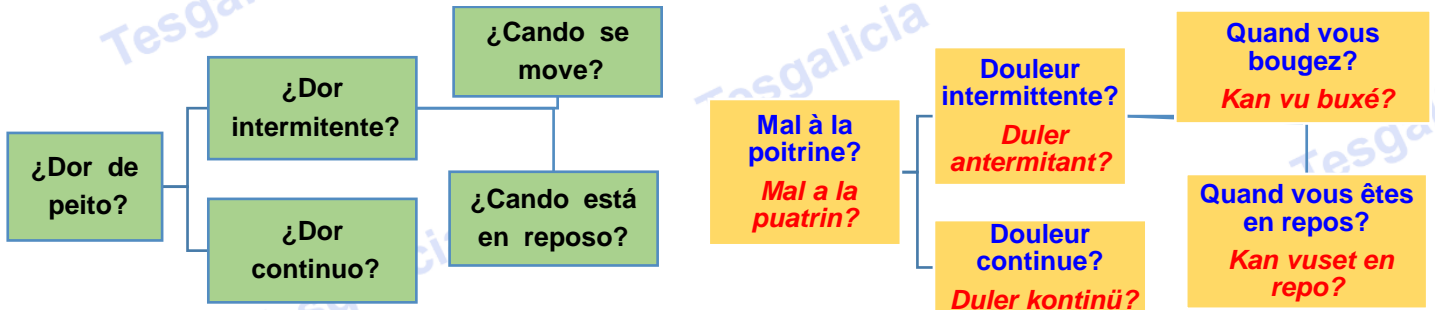 ¿Dor de
peito?
¿Dor
intermitente?
¿Dor
continuo?
¿Cando se
move?
¿Cando está
en reposo?
Mal à la
poitrine?
Mal a la
puatrin?
Douleur
intermittente?
Duler
antermitant?
Douleur
continue?
Duler kontinü?
Quand vous
bougez?
Kan vu buxé?
Quand vous êtes
en repos?
Kan vuset en
repo?
Tesgalicia